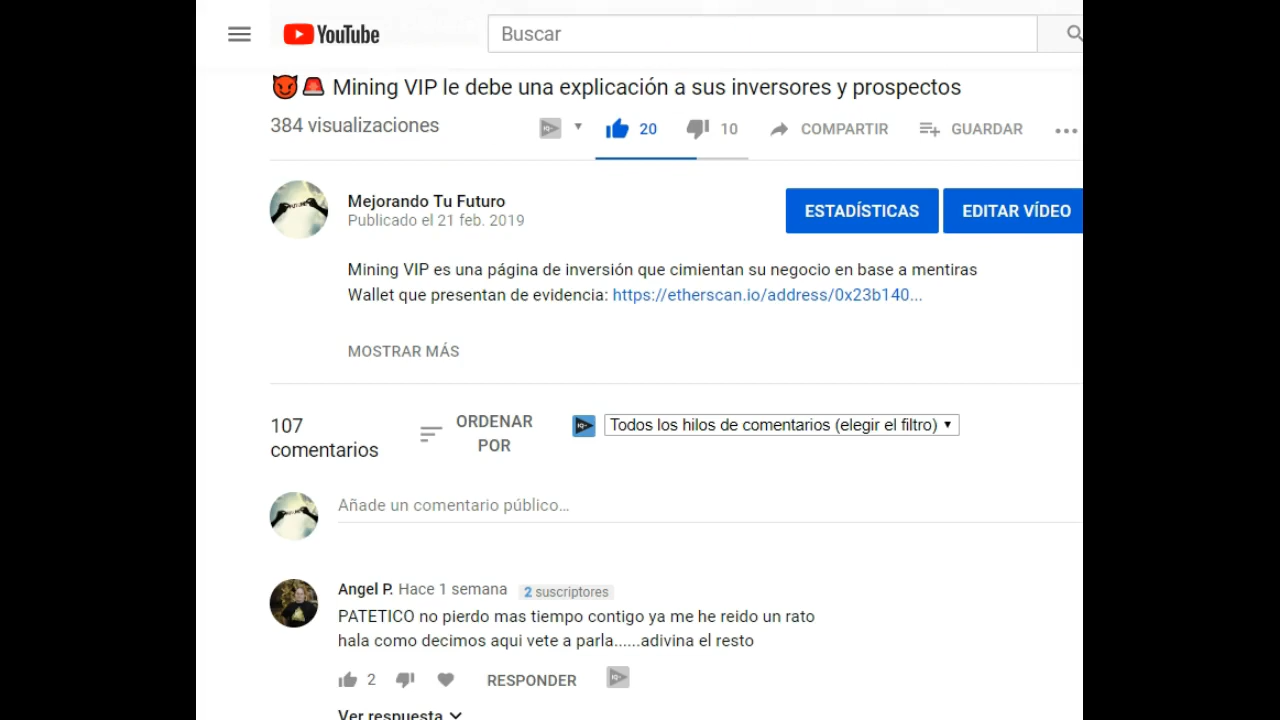 YouTube
Buscar
Mining VIP le debe una explicación a sus inversores y prospectos
384 visualizaciones
20
10
COMPARTIR
GUARDAR
Mejorando Tu Futuro
Publicado el 21 feb. 2019
ESTADÍSTICAS
EDITAR VÍDEO
Mining VIP es una página de inversión que cimientan su negocio en base a mentiras
Wallet que presentan de evidencia: https://etherscan.io/address/0x23b140...
MOSTRAR MÁS
107
comentarios
ORDENAR
POR
Todos los hilos de comentarios (elegir el filtro)
Añade un comentario público...
Angel P. Hace 1 semana 2 suscriptores
PATETICO no pierdo mas tiempo contigo ya me he reido un rato
hala como decimos aqui vete a parla......adivina el resto
2
RESPONDER
Ver respuesta